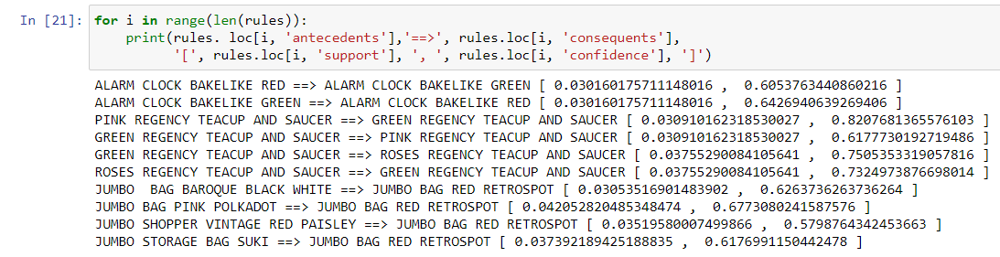 In [21]: for i in range(len(rules)):
print(rules. loc[i, 'antecedents'],'==>', rules.loc[i, 'consequents'],
'[', rules.loc[i, 'support'], ', ', rules.loc[i, 'confidence'], ']')
ALARM CLOCK BAKELIKE RED ==> ALARM CLOCK BAKELIKE GREEN [ 0.030160175711148016 ,  0.6053763440860216 ]
ALARM CLOCK BAKELIKE GREEN ==> ALARM CLOCK BAKELIKE RED [ 0.030160175711148016 ,  0.6426940639269406 ]
PINK REGENCY TEACUP AND SAUCER ==> GREEN REGENCY TEACUP AND SAUCER [ 0.030910162318530027 ,  0.8207681365576103 ]
GREEN REGENCY TEACUP AND SAUCER ==> PINK REGENCY TEACUP AND SAUCER [ 0.030910162318530027 ,  0.6177730192719486 ]
GREEN REGENCY TEACUP AND SAUCER ==> ROSES REGENCY TEACUP AND SAUCER [ 0.03755290084105641 ,  0.7505353319057816 ]
ROSES REGENCY TEACUP AND SAUCER ==> GREEN REGENCY TEACUP AND SAUCER [ 0.03755290084105641 ,  0.7324973876698014 ]
JUMBO  BAG BAROQUE BLACK WHITE ==> JUMBO BAG RED RETROSPOT [ 0.03053516901483902 ,  0.6263736263736264 ]
JUMBO BAG PINK POLKADOT ==> JUMBO BAG RED RETROSPOT [ 0.042052820485348474 ,  0.6773080241587576 ]
JUMBO SHOPPER VINTAGE RED PAISLEY ==> JUMBO BAG RED RETROSPOT [ 0.03519580007499866 ,  0.5798764342453663 ]
JUMBO STORAGE BAG SUKI ==> JUMBO BAG RED RETROSPOT [ 0.037392189425188835 ,  0.6176991150442478 ]